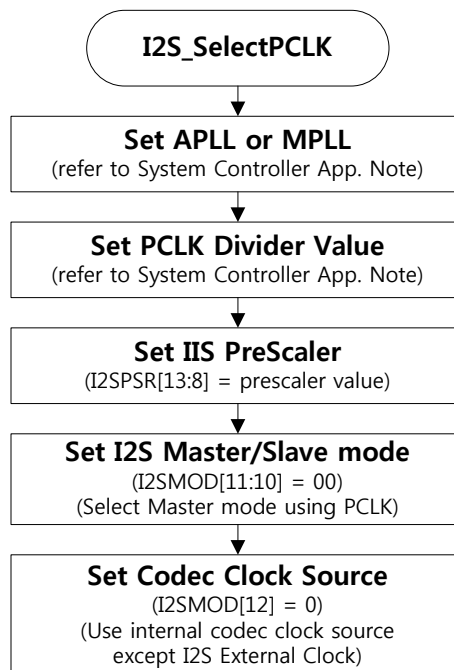 I2S_SelectPCLK
Set APLL or MPLL
(refer to System Controller App. Note)
Set PCLK Divider Value
(refer to System Controller App. Note)
Set IIS PreScaler
(I2SPSR[13:8] = prescaler value)
Set I2S Master/Slave mode
(I2SMOD[11:10] = 00)
(Select Master mode using PCLK)
Set Codec Clock Source
(I2SMOD[12] = 0)
(Use internal codec clock source
except I2S External Clock)